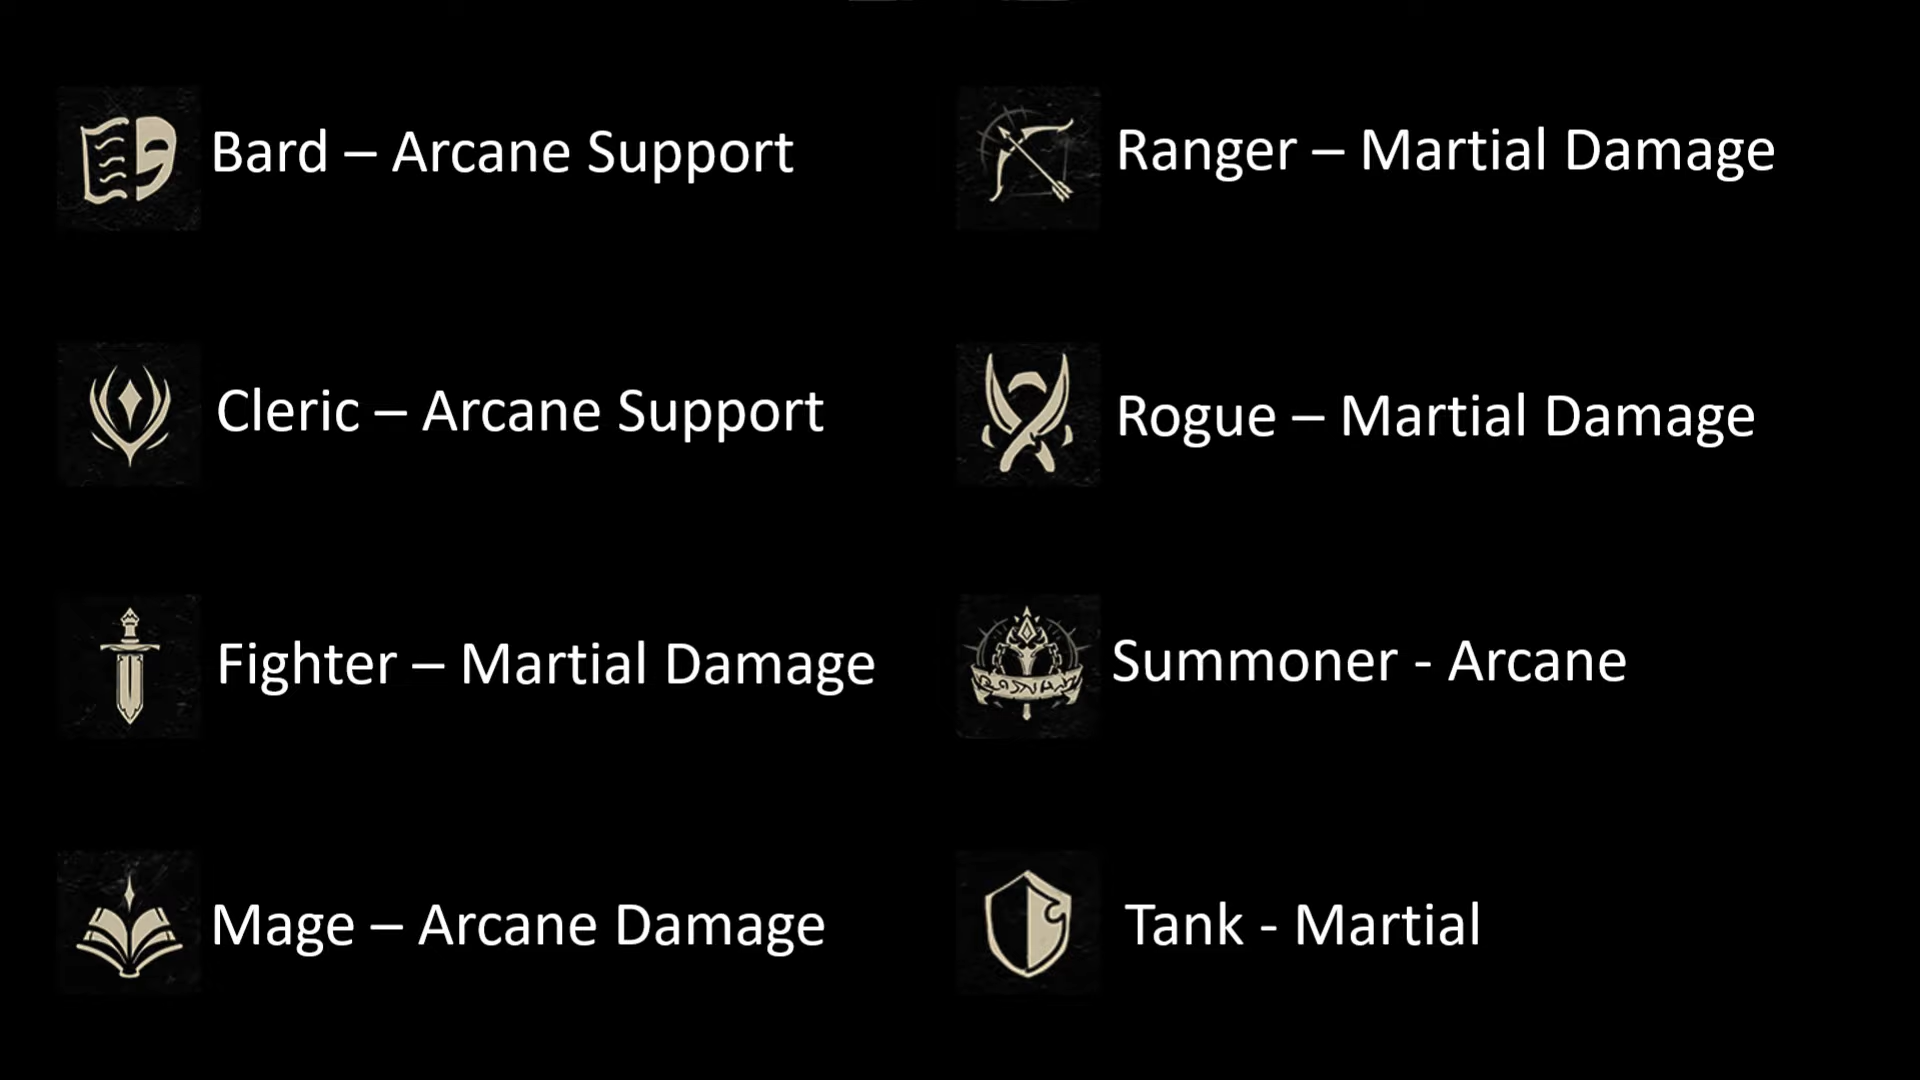 Bard – Arcane Support
Ranger – Martial Damage
Cleric – Arcane Support
Rogue – Martial Damage
Fighter – Martial Damage
Summoner - Arcane
Mage – Arcane Damage
Tank - Martial